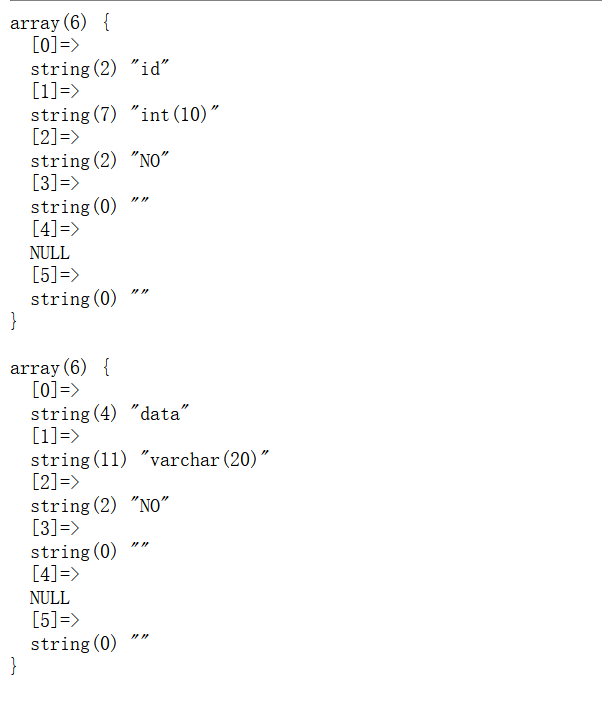 array(6) {
  [0]=>
  string(2) "id"
  [1]=>
  string(7) "int(10)"
  [2]=>
  string(2) "NO"
  [3]=>
  string(0) ""
  [4]=>
  NULL
  [5]=>
  string(0) ""
}

array(6) {
  [0]=>
  string(4) "data"
  [1]=>
  string(11) "varchar(20)"
  [2]=>
  string(2) "NO"
  [3]=>
  string(0) ""
  [4]=>
  NULL
  [5]=>
  string(0) ""
}